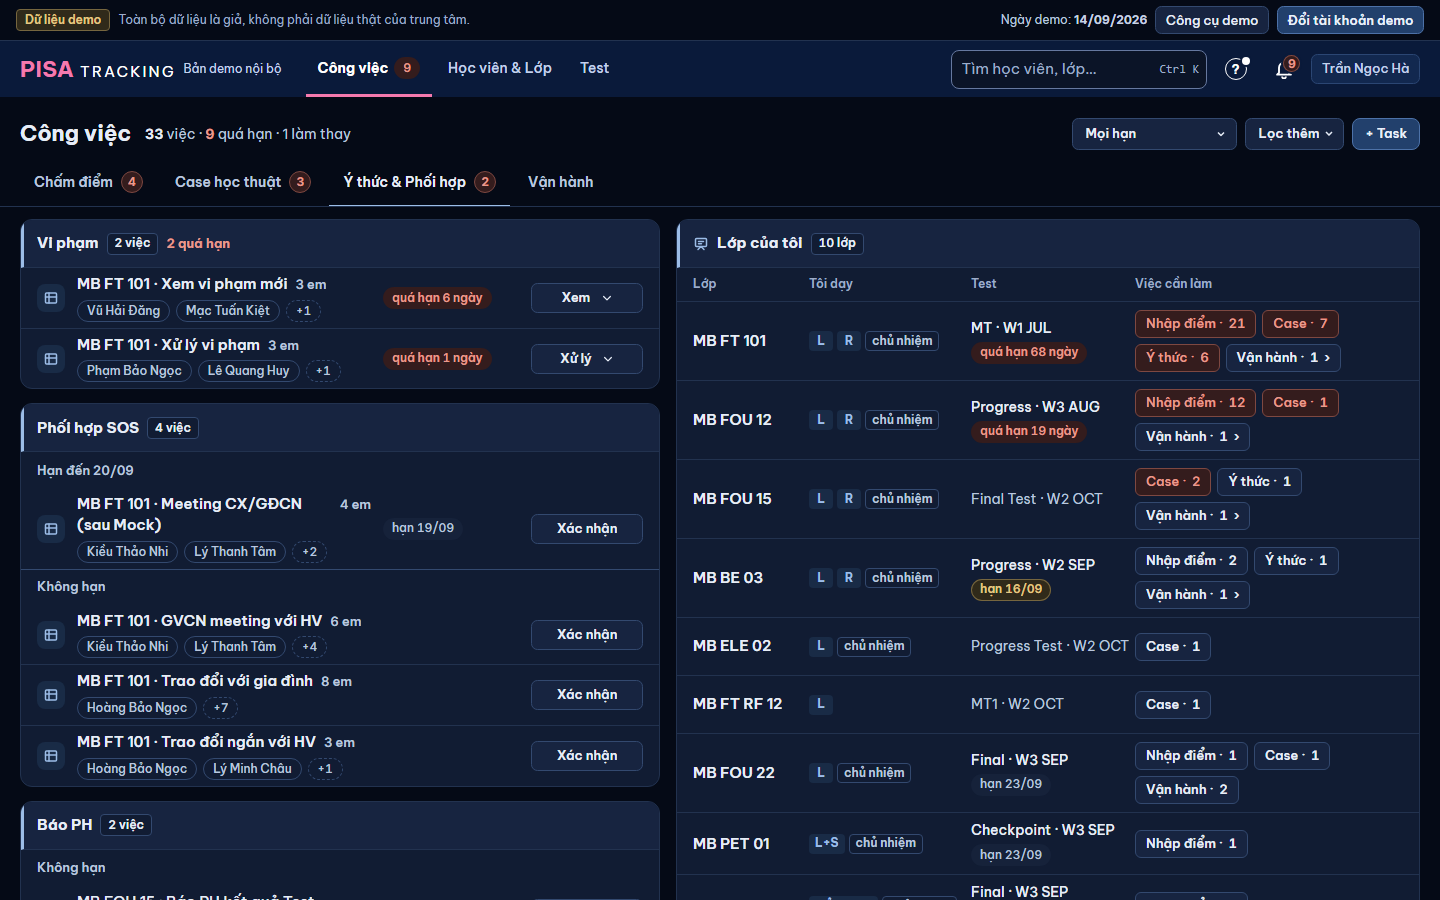 Dữ liệu demo Toàn bộ dữ liệu là giả, không phải dữ liệu thật của trung tâm. Ngày demo: 14/09/2026 Công cụ demo Đổi tài khoản demo
PISA TRACKING Bản demo nội bộ Công việc 9 Học viên & Lớp Test Tìm học viên, lớp... Ctrl K ? 9 Trần Ngọc Hà
Công việc 33 việc · 9 quá hạn · 1 làm thay Mọi hạn Lọc thêm + Task
Chấm điểm 4 Case học thuật 3 Ý thức & Phối hợp 2 Vận hành
Vi phạm 2 việc 2 quá hạn
MB FT 101 · Xem vi phạm mới 3 em
Vũ Hải Đăng Mạc Tuấn Kiệt +1
quá hạn 6 ngày Xem
MB FT 101 · Xử lý vi phạm 3 em
Phạm Bảo Ngọc Lê Quang Huy +1
quá hạn 1 ngày Xử lý
Phối hợp SOS 4 việc
Hạn đến 20/09
MB FT 101 · Meeting CX/GĐCN 4 em
(sau Mock)
Kiều Thảo Nhi Lý Thanh Tâm +2
hạn 19/09 Xác nhận
Không hạn
MB FT 101 · GVCN meeting với HV 6 em
Kiều Thảo Nhi Lý Thanh Tâm +4
Xác nhận
MB FT 101 · Trao đổi với gia đình 8 em
Hoàng Bảo Ngọc +7
Xác nhận
MB FT 101 · Trao đổi ngắn với HV 3 em
Hoàng Bảo Ngọc Lý Minh Châu +1
Xác nhận
Báo PH 2 việc
Không hạn
MB FOU 15 · Báo PH kết quả Test
Lớp của tôi 10 lớp
Lớp Tôi dạy Test Việc cần làm
MB FT 101 L R chủ nhiệm MT · W1 JUL quá hạn 68 ngày Nhập điểm · 21 Case · 7
Ý thức · 6 Vận hành · 1 ›
MB FOU 12 L R chủ nhiệm Progress · W3 AUG quá hạn 19 ngày Nhập điểm · 12 Case · 1
Vận hành · 1 ›
MB FOU 15 L R chủ nhiệm Final Test · W2 OCT Case · 2 Ý thức · 1
Vận hành · 1 ›
MB BE 03 L R chủ nhiệm Progress · W2 SEP hạn 16/09 Nhập điểm · 2 Ý thức · 1
Vận hành · 1 ›
MB ELE 02 L chủ nhiệm Progress Test · W2 OCT Case · 1
MB FT RF 12 L MT1 · W2 OCT Case · 1
MB FOU 22 L chủ nhiệm Final · W3 SEP hạn 23/09 Nhập điểm · 1 Case · 1
Vận hành · 2
MB PET 01 L+S chủ nhiệm Checkpoint · W3 SEP hạn 23/09 Nhập điểm · 1
Final · W3 SEP